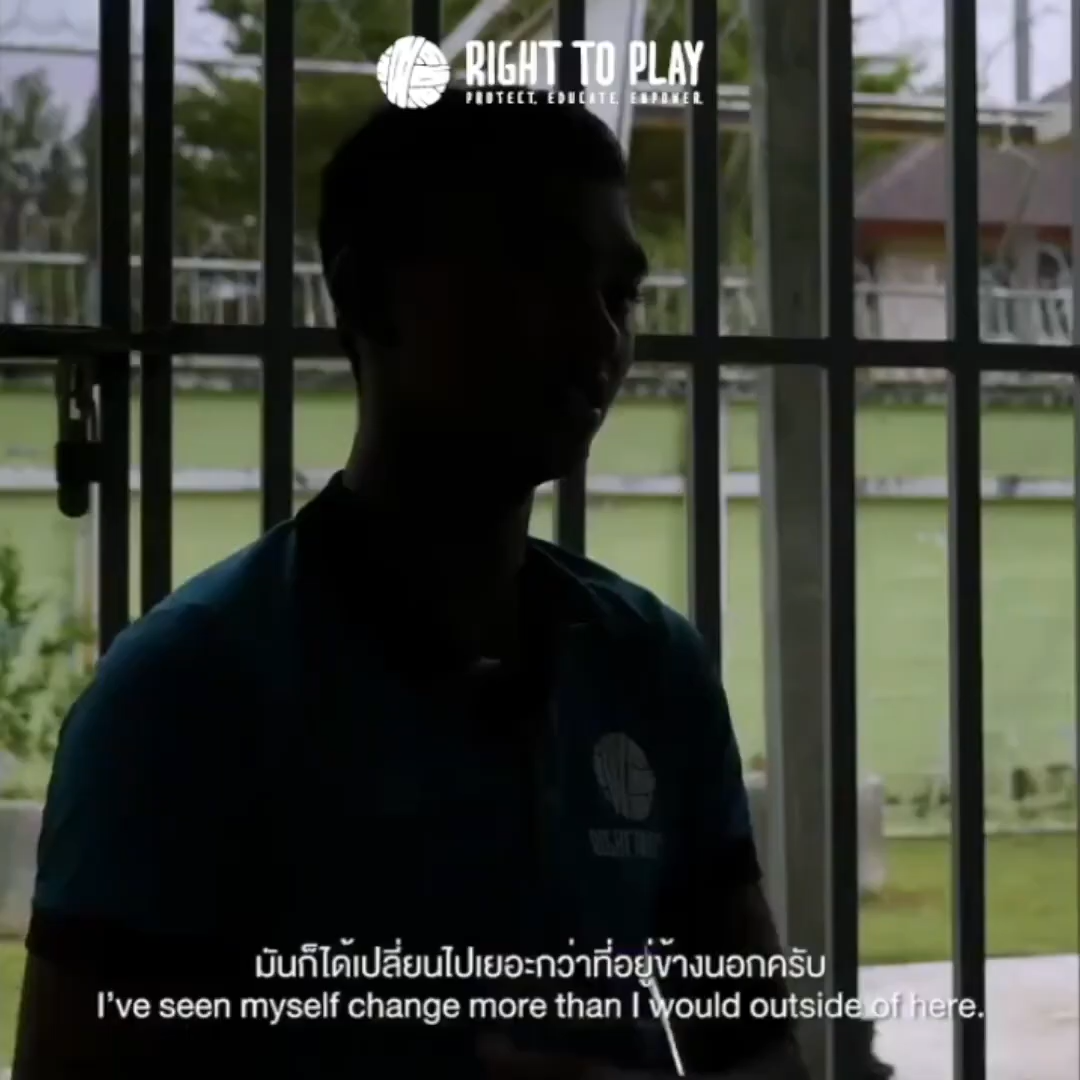 RIGHT TO PLAY
PROTECT. EDUCATE. EMPOWER.
มันก็ได้เปลี่ยนไปเยอะกว่าที่อยู่ข้างนอกครับ
I've seen myself change more than I would outside of here.